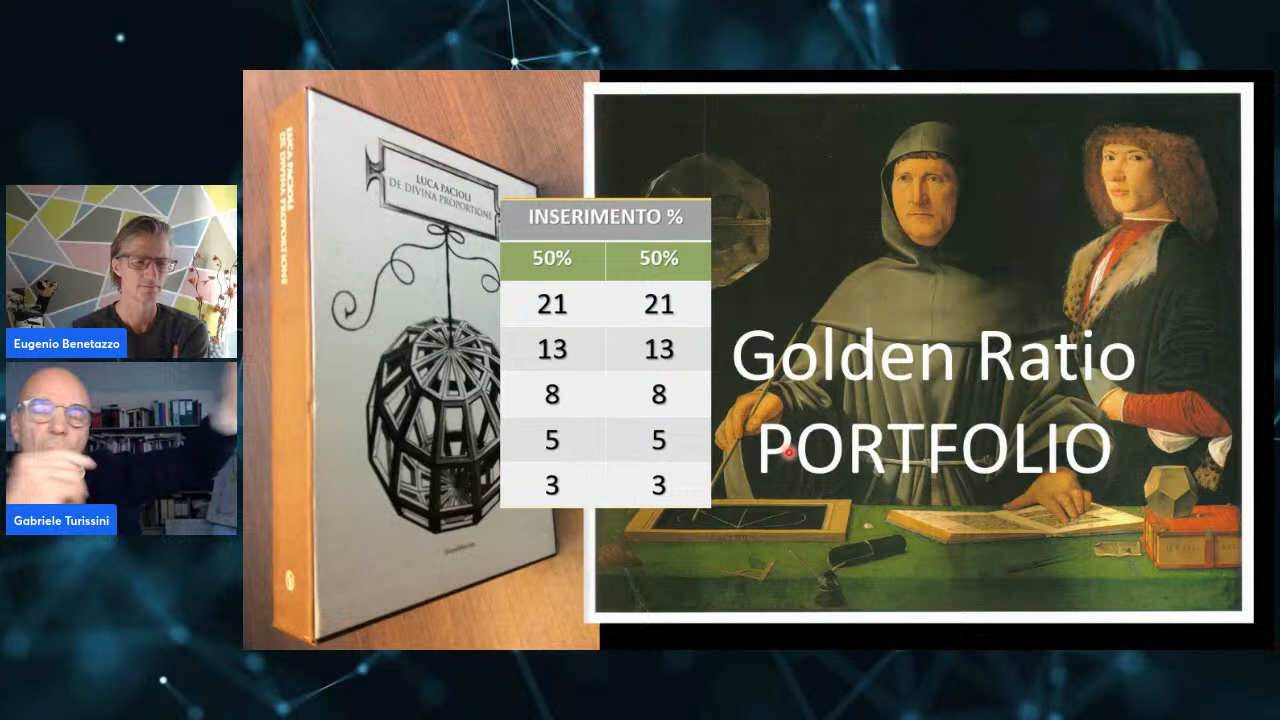 Eugenio Benetazzo
Gabriele Turissini
LUCA PACIOLI
DE DIVINA PROPORTIONE
LUCA PACIOLI
DE DIVINA PROPORTIONE
INSERIMENTO %
50% 50%
21 21
13 13
8 8
5 5
3 3
Golden Ratio
PORTFOLIO